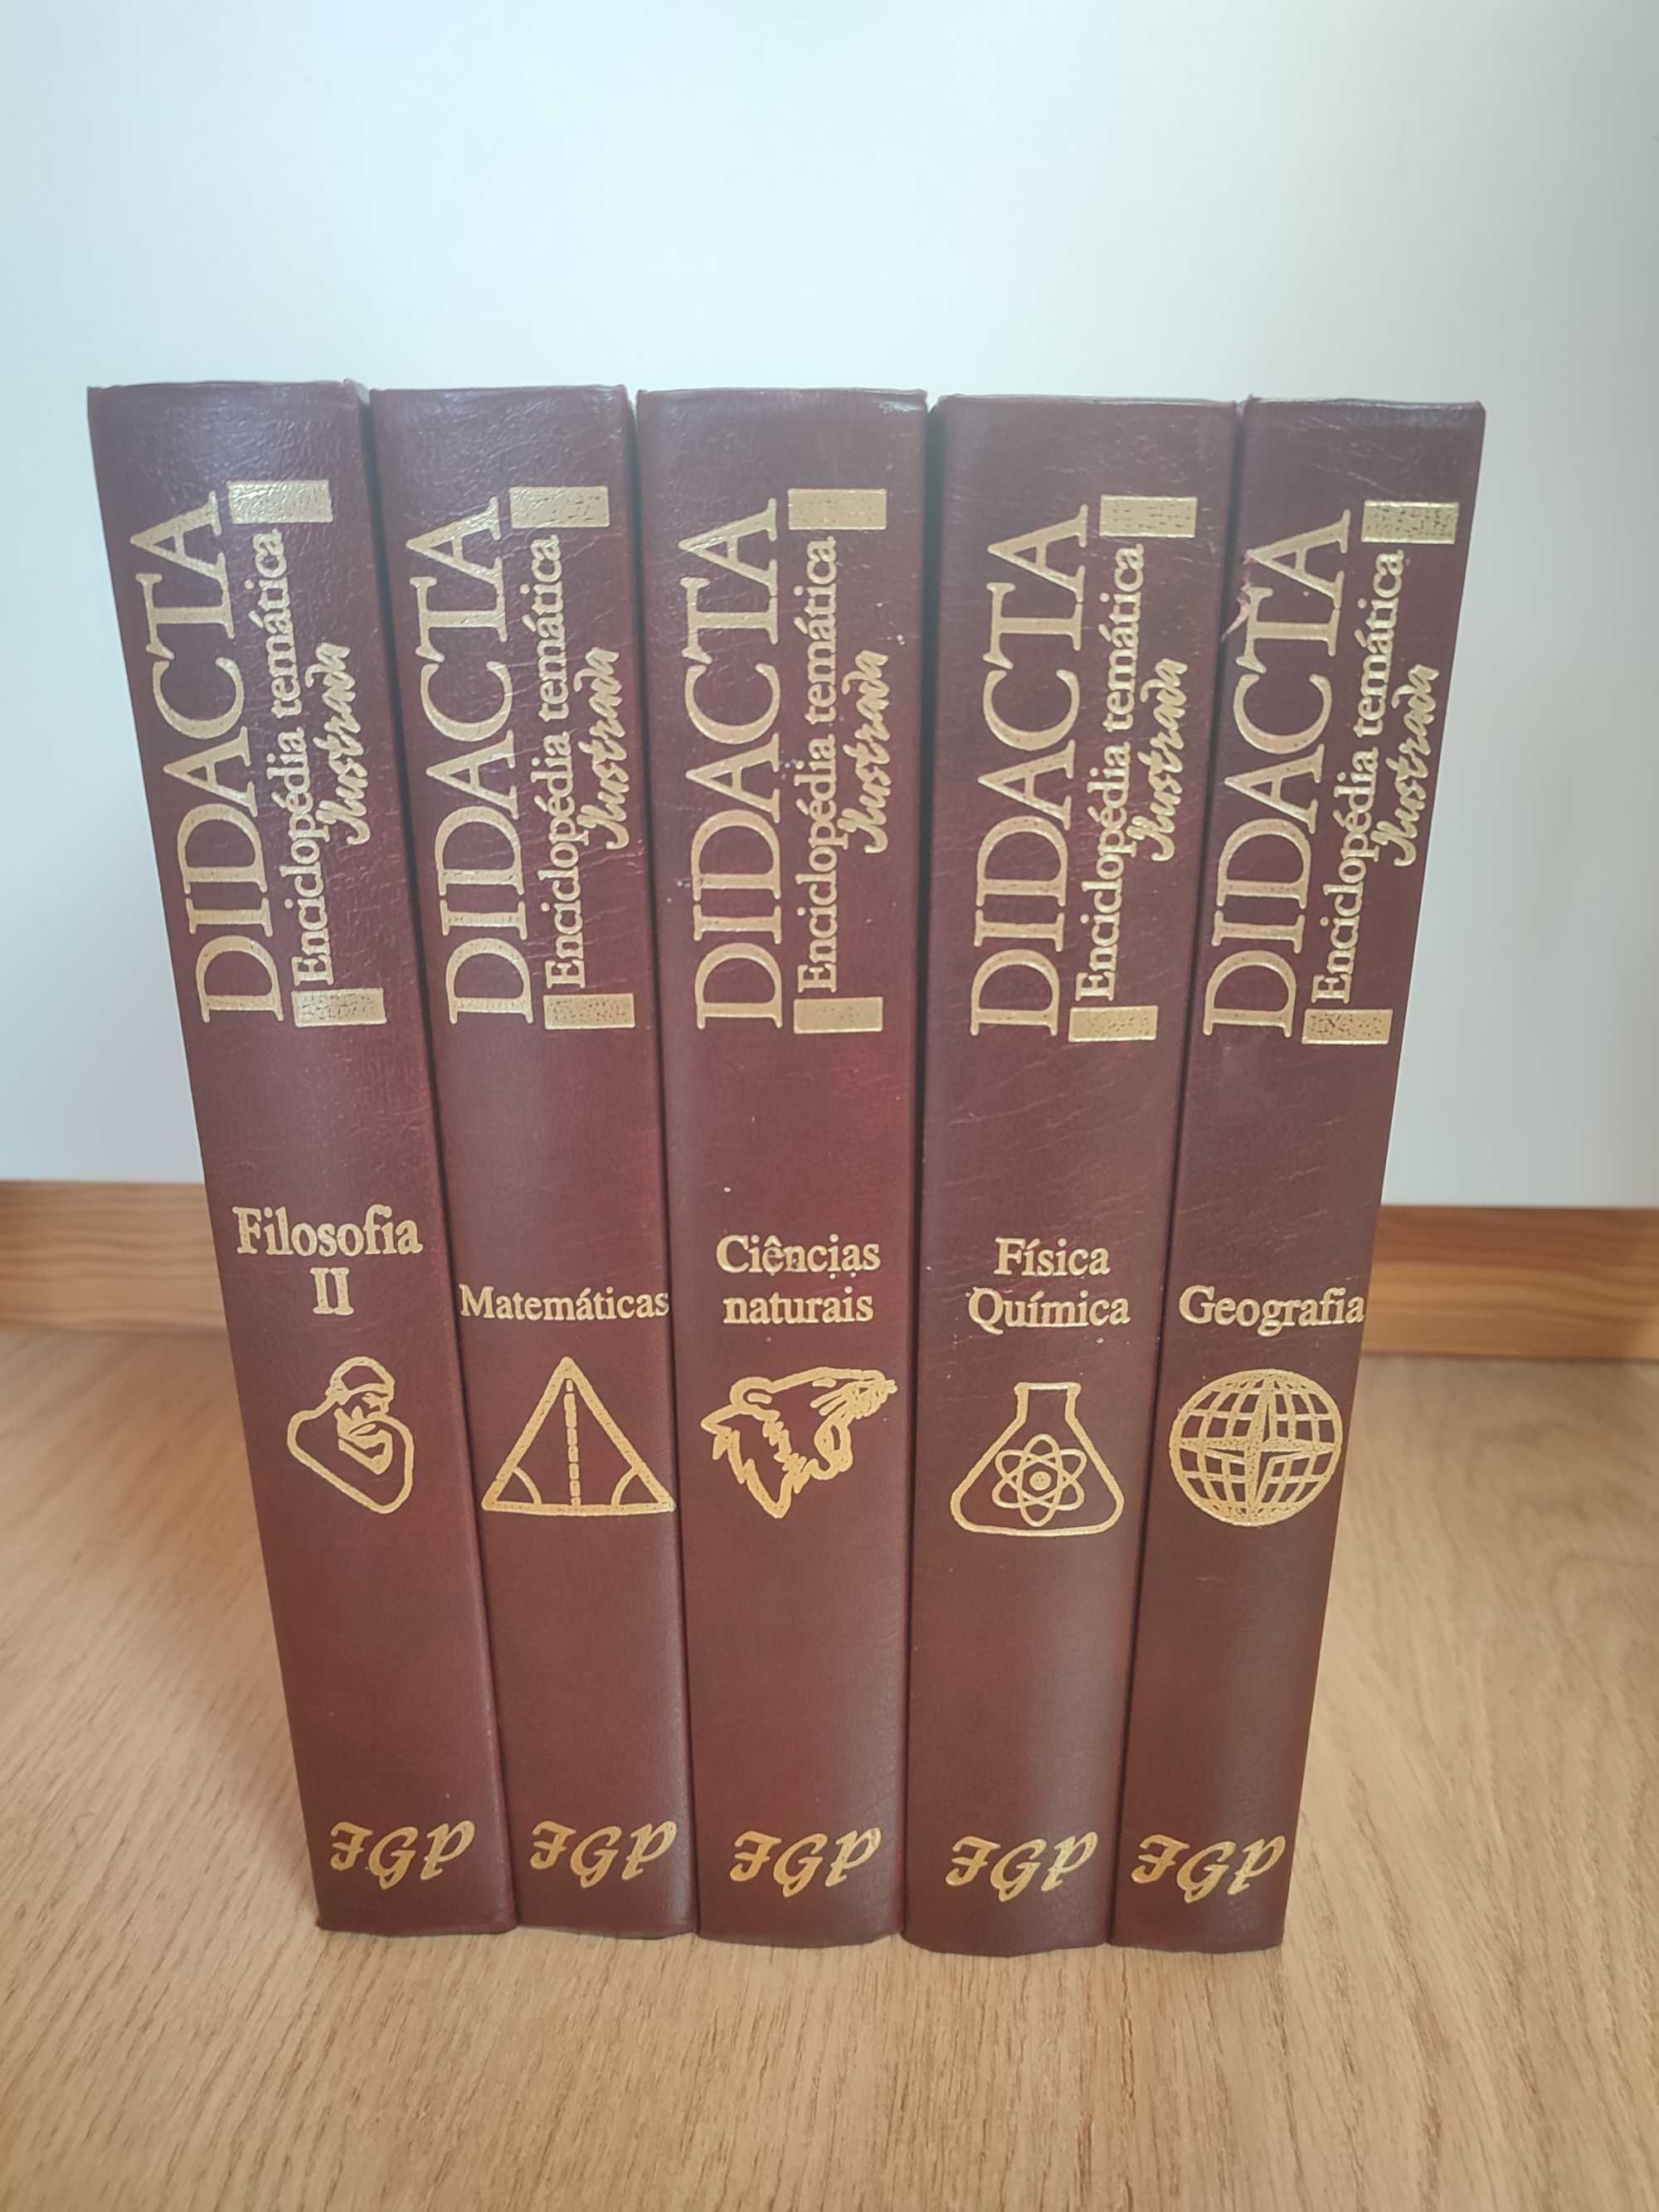 DIDACTA
Enciclopédia temática
Ilustrada
Filosofia
II
FGP
DIDACTA
Enciclopédia temática
Ilustrada
Matemáticas
FGP
DIDACTA
Enciclopédia temática
Ilustrada
Ciências
naturais
FGP
DIDACTA
Enciclopédia temática
Ilustrada
Física
Química
FGP
DIDACTA
Enciclopédia temática
Ilustrada
Geografia
FGP